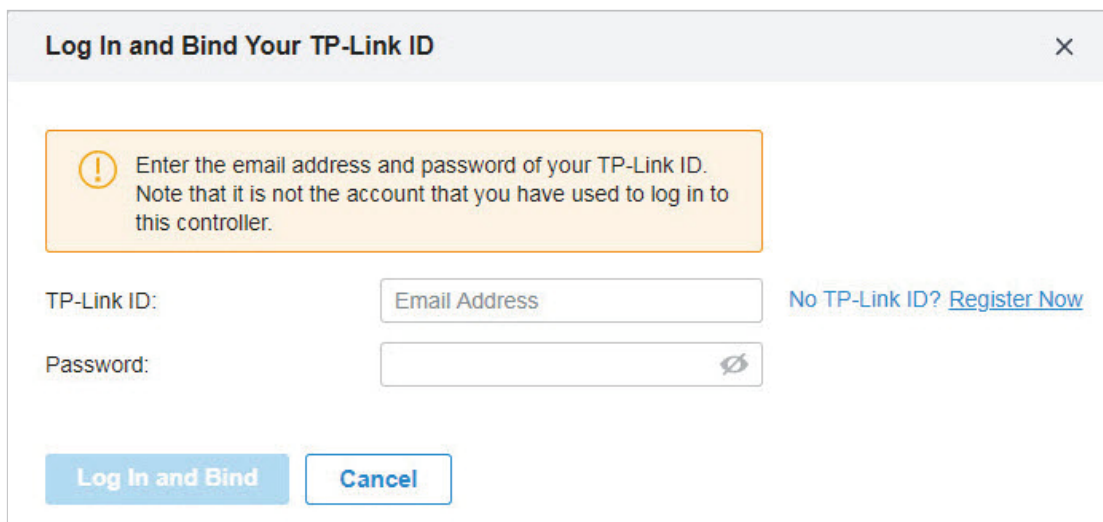 Log In and Bind Your TP-Link ID
Enter the email address and password of your TP-Link ID.
Note that it is not the account that you have used to log in to
this controller.
TP-Link ID:
Email Address
No TP-Link ID? Register Now
Password:
Log In and Bind
Cancel